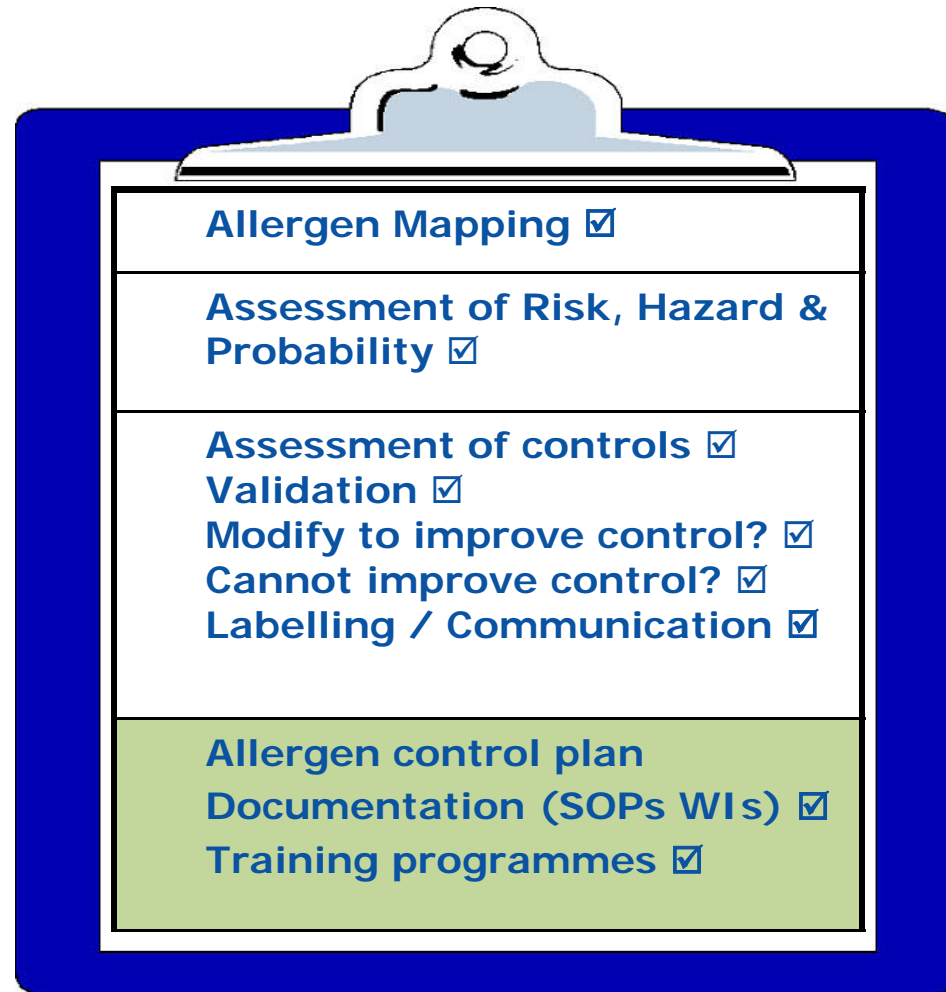 Allergen Mapping ☑
Assessment of Risk, Hazard &
Probability ☑
Assessment of controls ☑
Validation ☑
Modify to improve control? ☑
Cannot improve control? ☑
Labelling / Communication ☑
Allergen control plan
Documentation (SOPs WIs) ☑
Training programmes ☑